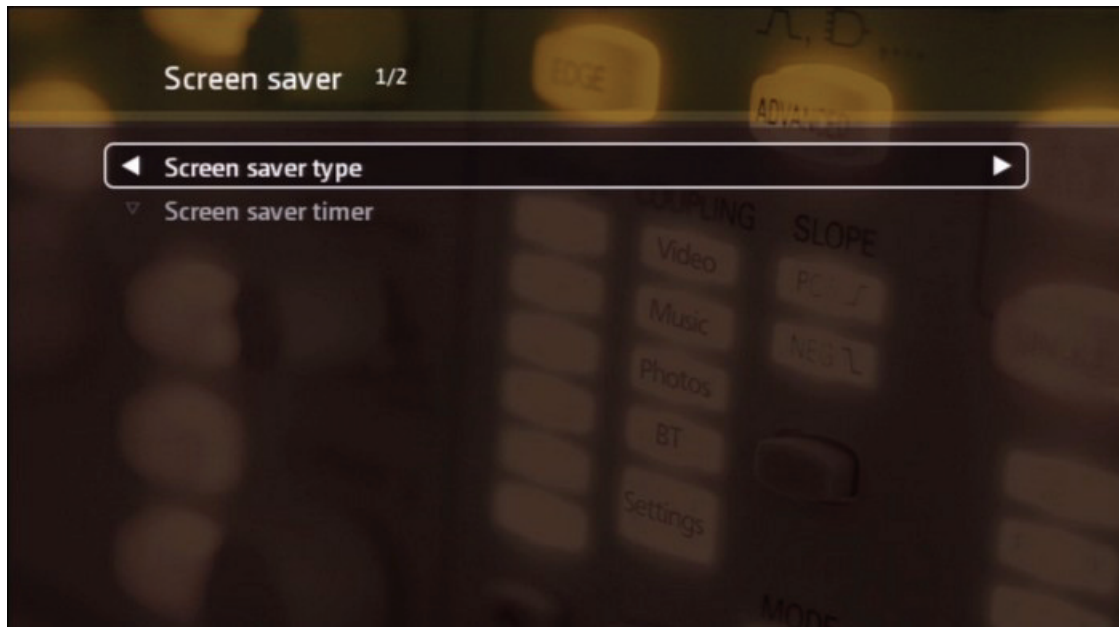 Screen saver 1/2
EDGE
ADVANCED
Screen saver type
Screen saver timer
COUPLING
SLOPE
Video
Music
NEG
Photos
BT
Settings
MODE